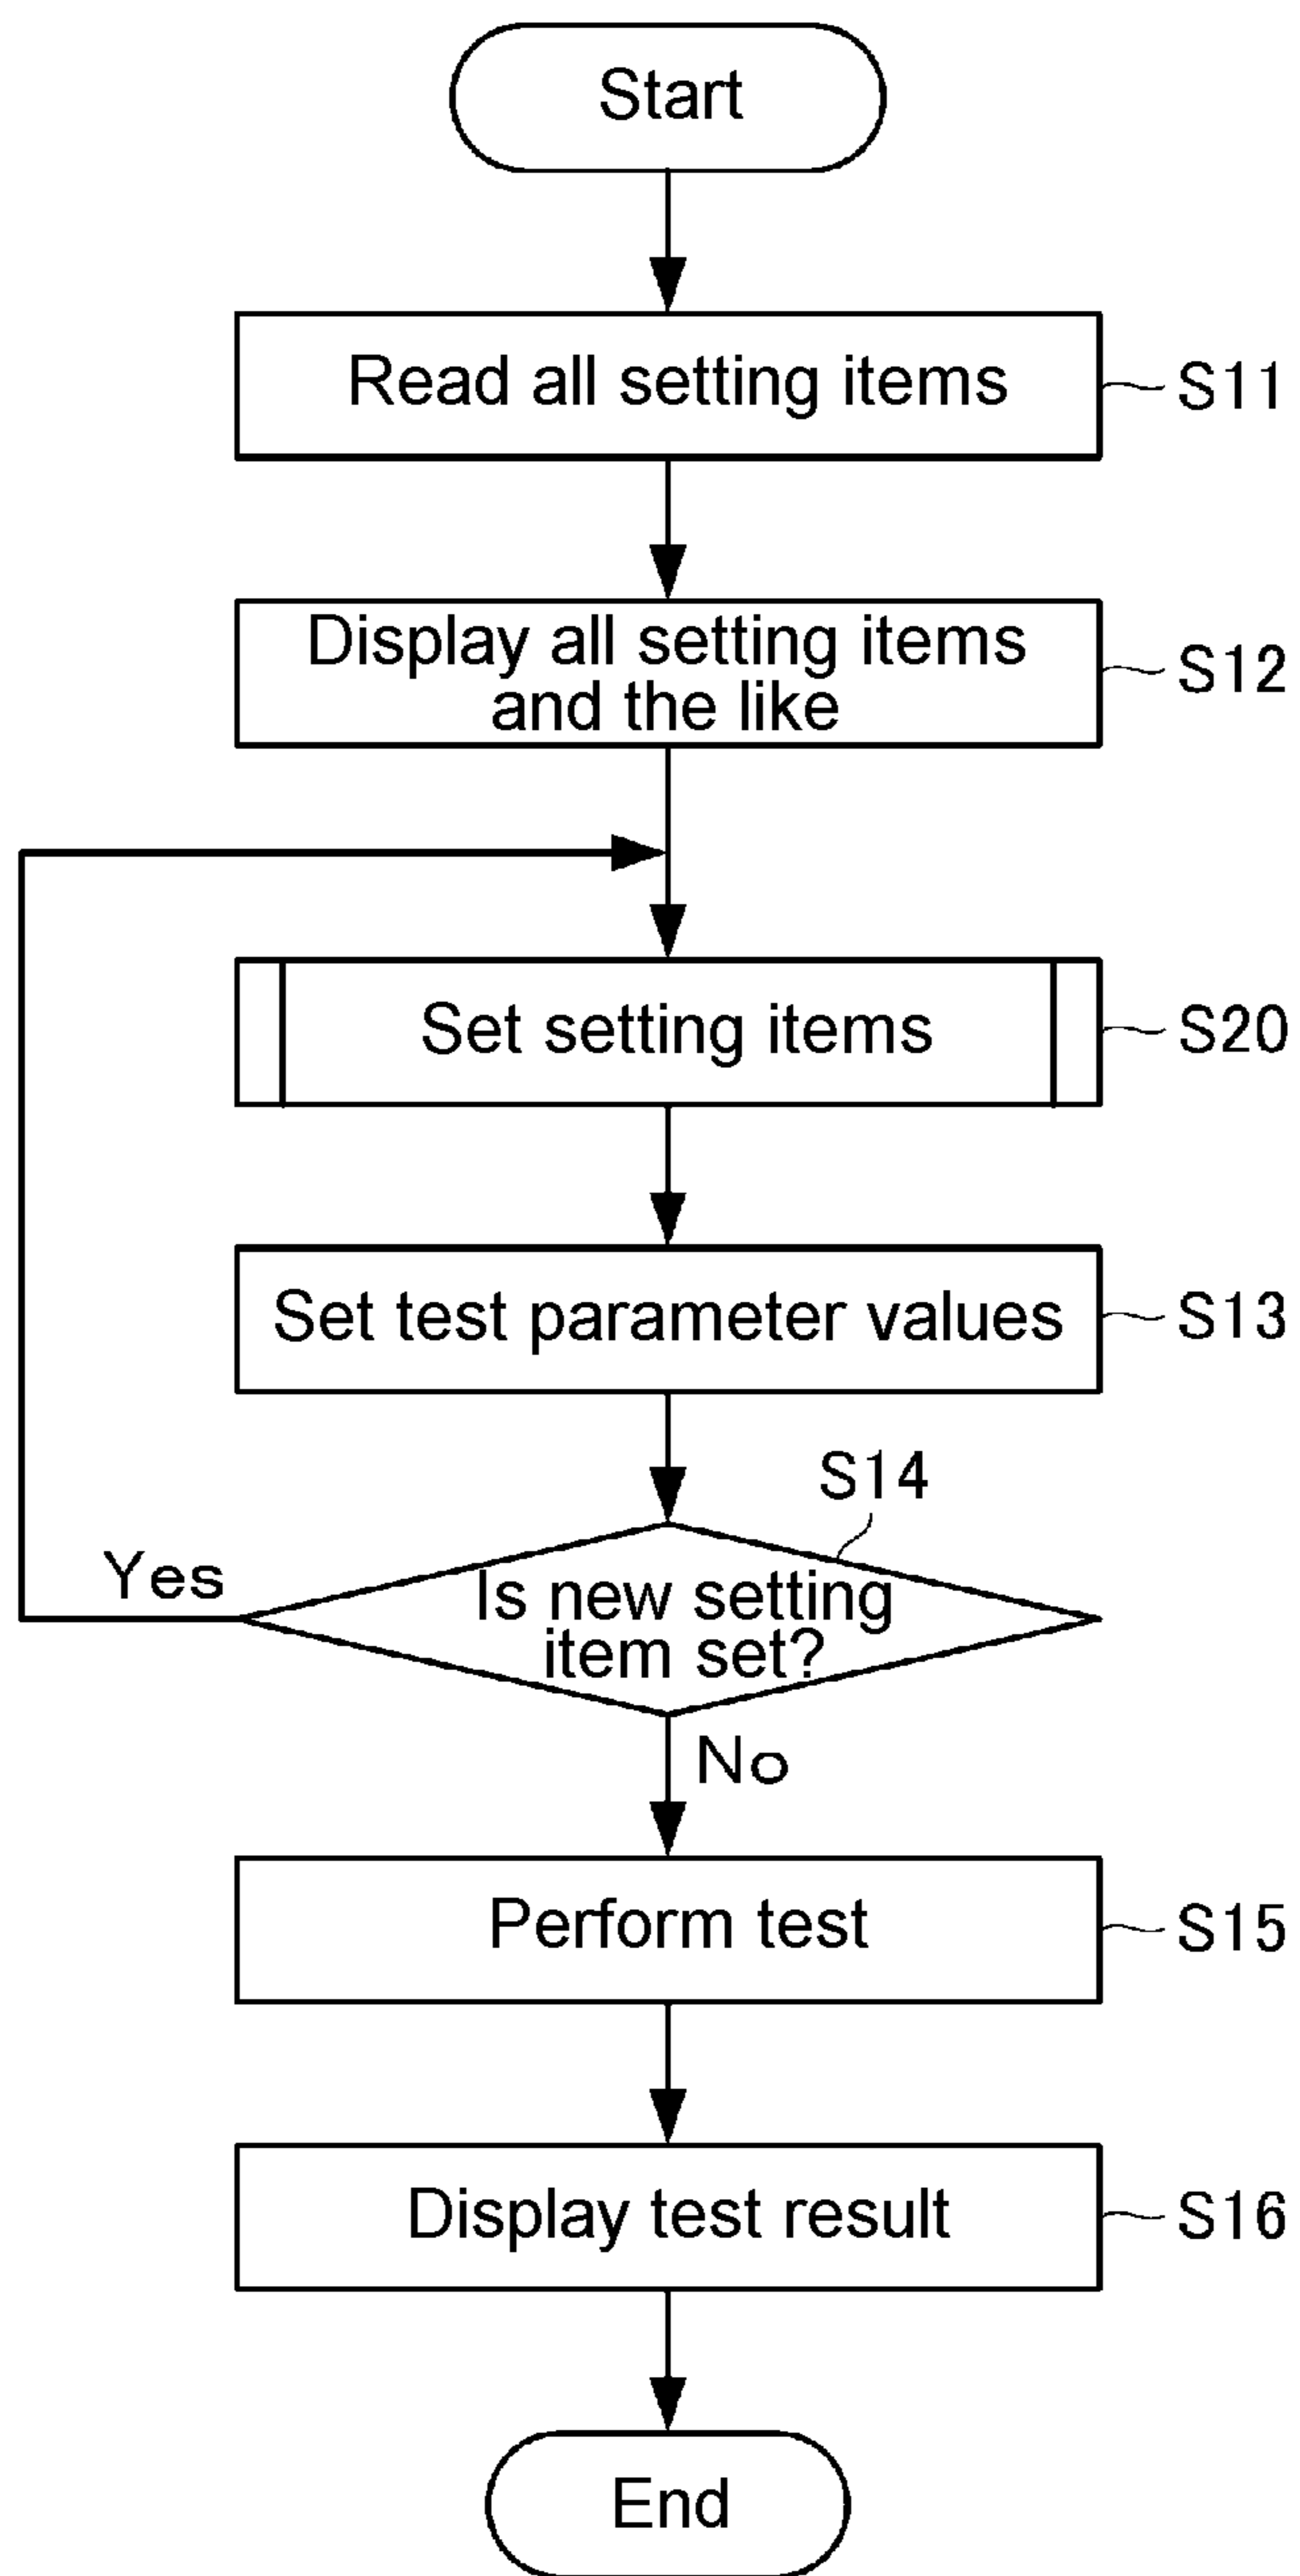 Start
Read all setting items
S11
Display all setting items
and the like
S12
Set setting items
S20
Set test parameter values
S13
S14
Yes
Is new setting
item set?
No
Perform test
S15
Display test result
S16
End